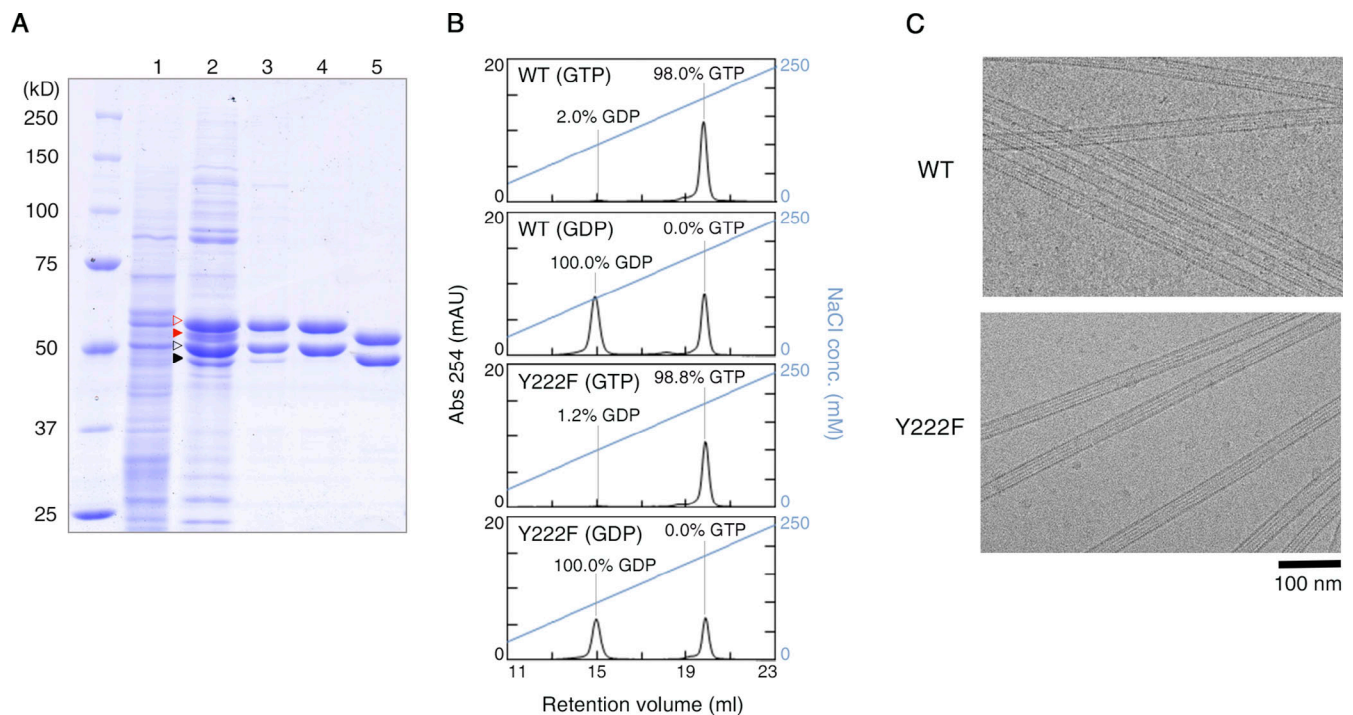 A
1 2 3 4 5
(kD)
250
150
100
75
50
37
25
B
20
WT (GTP)
98.0% GTP
250
2.0% GDP
0
0
20
WT (GDP)
0.0% GTP
250
100.0% GDP
0
0
20
Y222F (GTP)
98.8% GTP
250
1.2% GDP
0
0
20
Y222F (GDP)
0.0% GTP
250
100.0% GDP
0
0
11 15 19 23
Retention volume (ml)
Abs 254 (mAU)
NaCl conc. (mM)
C
WT
Y222F
100 nm